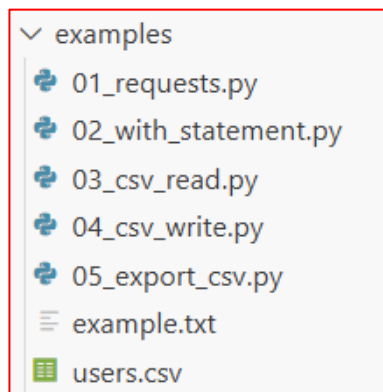 examples
01_requests.py
02_with_statement.py
03_csv_read.py
04_csv_write.py
05_export_csv.py
example.txt
users.csv